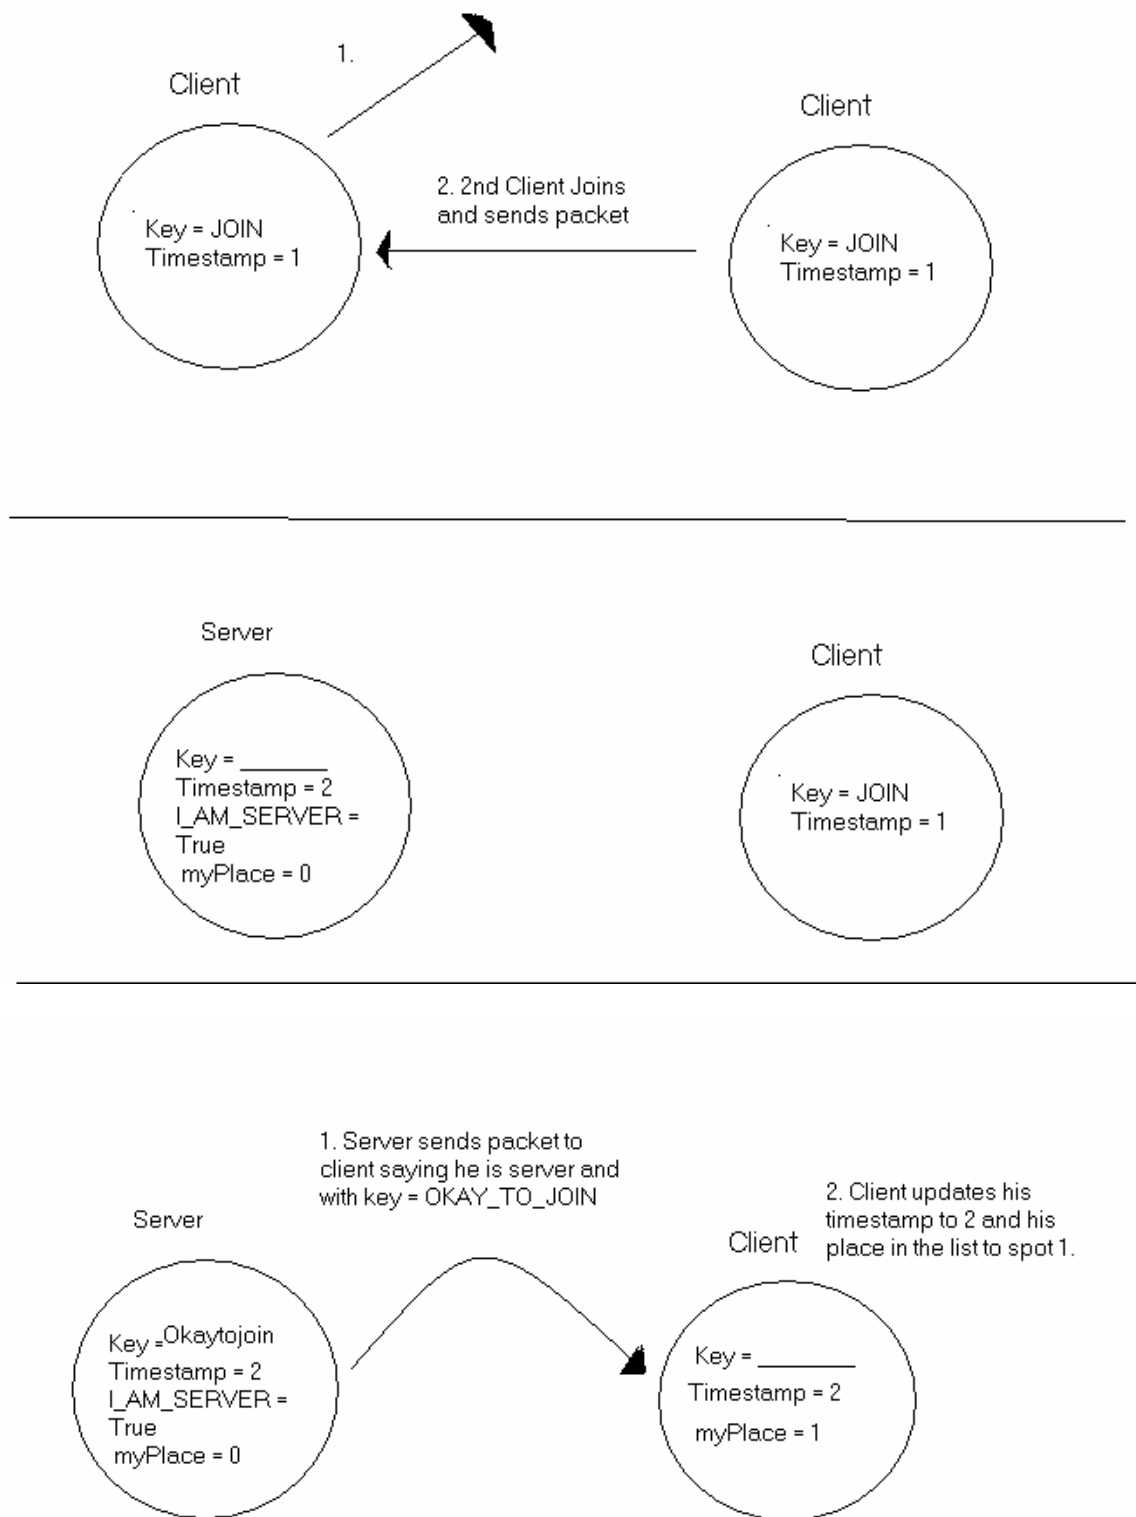 1.
Client
Client
2. 2nd Client Joins
and sends packet
Key = JOIN
Timestamp = 1
Key = JOIN
Timestamp = 1
Server
Client
Key = _______
Timestamp = 2
I_AM_SERVER =
True
myPlace = 0
Key = JOIN
Timestamp = 1
1. Server sends packet to
client saying he is server and
with key = OKAY_TO_JOIN
2. Client updates his
timestamp to 2 and his
place in the list to spot 1.
Server
Client
Key =Okaytojoin
Timestamp = 2
I_AM_SERVER =
True
myPlace = 0
Key = ________
Timestamp = 2
myPlace = 1